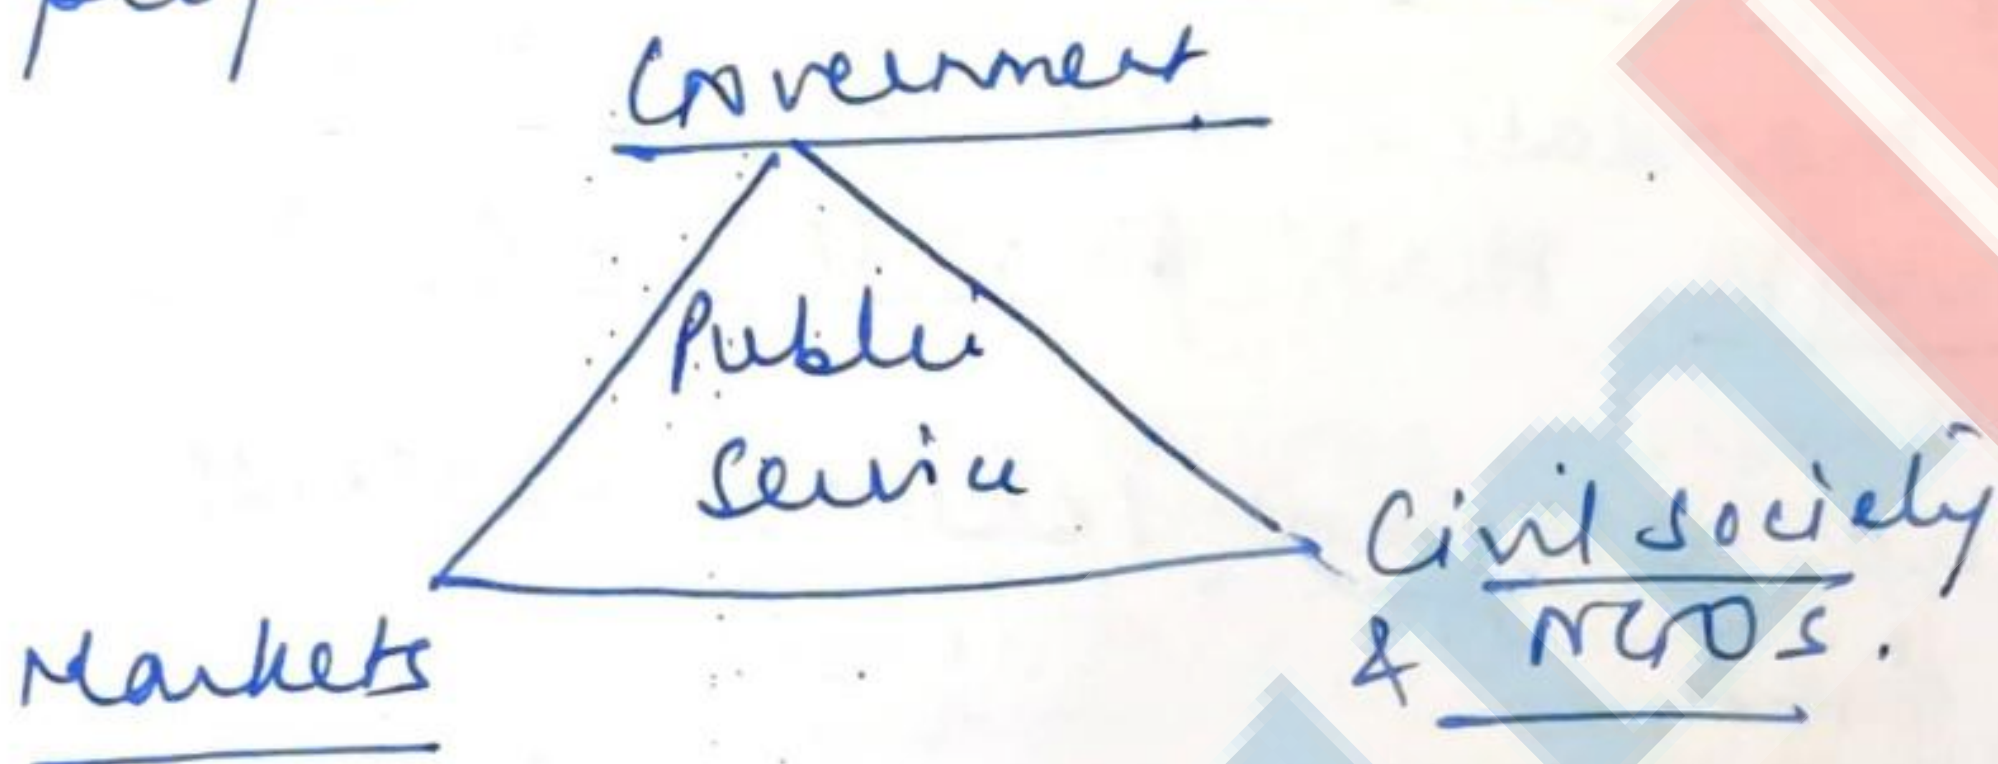 Government
Public
Service
Civil society
& NGOs.
Markets